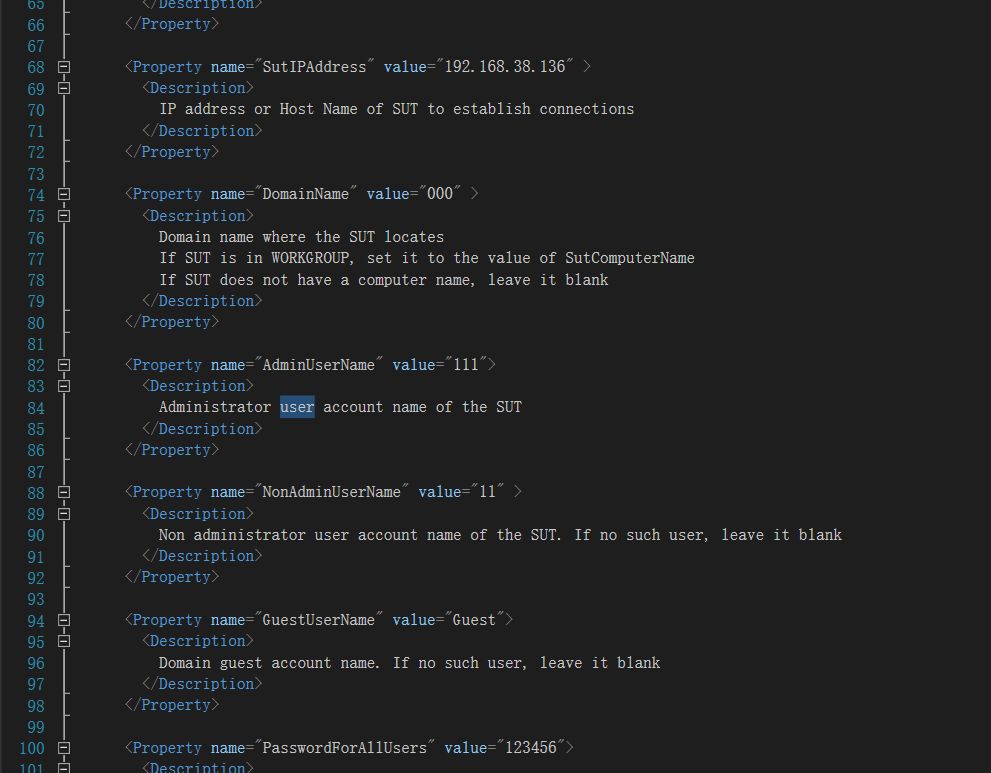 65 </Description>
66 </Property>
67
68 <Property name="SutIPAddress" value="192.168.38.136" >
69 <Description>
70 IP address or Host Name of SUT to establish connections
71 </Description>
72 </Property>
73
74 <Property name="DomainName" value="000" >
75 <Description>
76 Domain name where the SUT locates
77 If SUT is in WORKGROUP, set it to the value of SutComputerName
78 If SUT does not have a computer name, leave it blank
79 </Description>
80 </Property>
81
82 <Property name="AdminUserName" value="111">
83 <Description>
84 Administrator user account name of the SUT
85 </Description>
86 </Property>
87
88 <Property name="NonAdminUserName" value="11" >
89 <Description>
90 Non administrator user account name of the SUT. If no such user, leave it blank
91 </Description>
92 </Property>
93
94 <Property name="GuestUserName" value="Guest">
95 <Description>
96 Domain guest account name. If no such user, leave it blank
97 </Description>
98 </Property>
99
100 <Property name="PasswordForAllUsers" value="123456">
101 <Description>